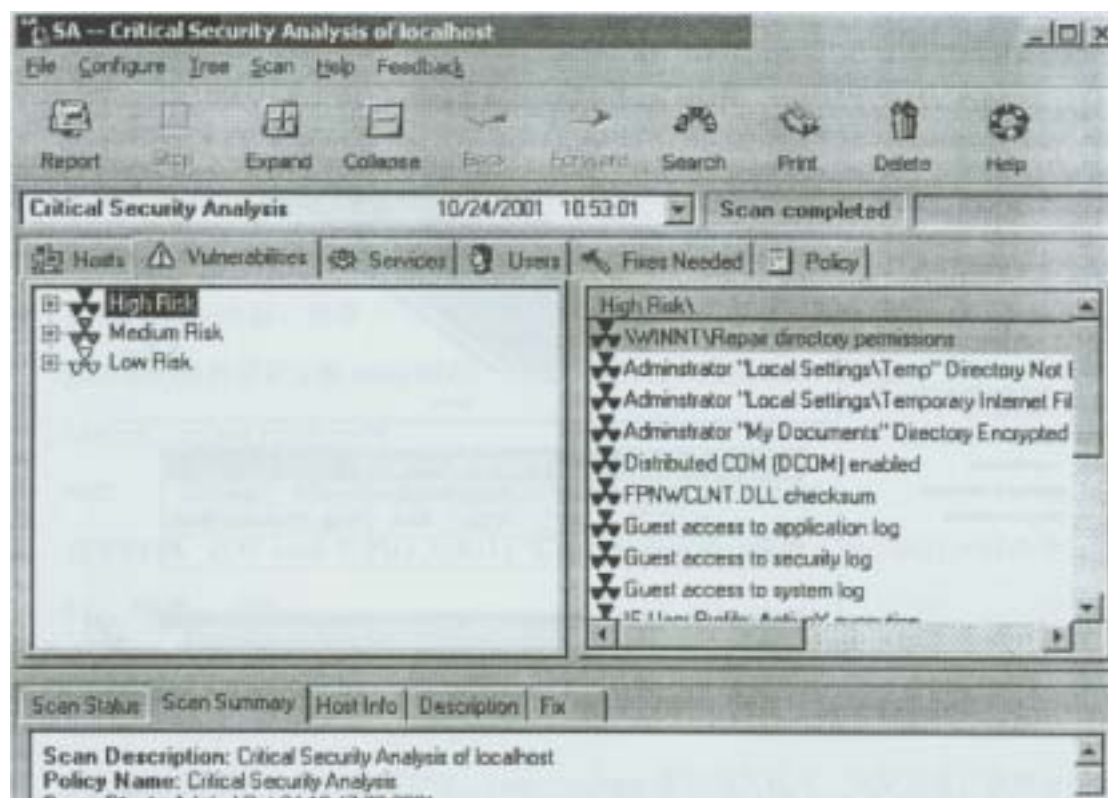 SA -- Critical Security Analysis of localhost
File Configure Tree Scan Help Feedback
Report Stop Expand Collapse Back Forward Search Print Delete Help
Critical Security Analysis 10/24/2001 10:53:01 Scan completed
Hosts Vulnerabilities Services Users Fixes Needed Policy
High Risk
Medium Risk
Low Risk
High Risk\
\WINNT\Repair directory permissions
Adminstrator "Local Settings\Temp" Directory Not
Adminstrator "Local Settings\Temporary Internet Fil
Adminstrator "My Documents" Directory Encrypted
Distributed COM (DCOM) enabled
FPNWCLNT.DLL checksum
Guest access to application log
Guest access to security log
Guest access to system log
Scan Status Scan Summary Host Info Description Fix
Scan Description: Critical Security Analysis of localhost
Policy Name: Critical Security Analysis